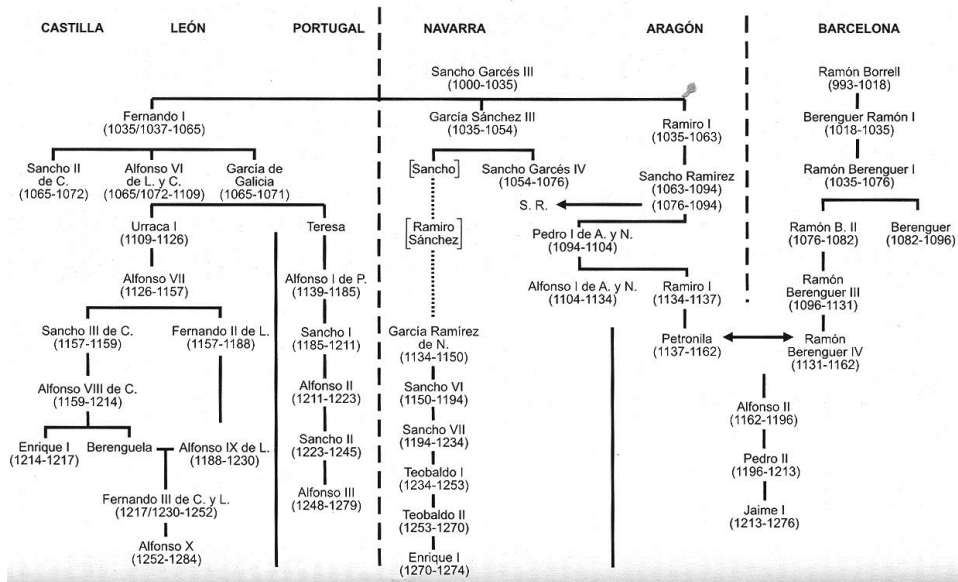 CASTILLA LEÓN PORTUGAL NAVARRA ARAGÓN BARCELONA
Sancho Garcés III
(1000-1035)
Ramón Borrell
(993-1018)
Fernando I
(1035/1037-1065)
García Sánchez III
(1035-1054)
Ramiro I
(1035-1063)
Berenguer Ramón I
(1018-1035)
Sancho II
de C.
(1065-1072)
Alfonso VI
de L. y C.
(1065/1072-1109)
García de
Galicia
(1065-1071)
[Sancho]
Sancho Garcés IV
(1054-1076)
Sancho Ramírez
(1063-1094)
(1076-1094)
Ramón Berenguer I
(1035-1076)
S. R.
Urraca I
(1109-1126)
Teresa
[Ramiro
Sánchez]
Pedro I de A. y N.
(1094-1104)
Ramón B. II
(1076-1082)
Berenguer
(1082-1096)
Alfonso VII
(1126-1157)
Alfonso I de P.
(1139-1185)
Alfonso I de A. y N.
(1104-1134)
Ramiro I
(1134-1137)
Ramón
Berenguer III
(1096-1131)
Sancho III de C.
(1157-1159)
Fernando II de L.
(1157-1188)
Sancho I
(1185-1211)
García Ramírez
de N.
(1134-1150)
Petronila
(1137-1162)
Ramón
Berenguer IV
(1131-1162)
Alfonso VIII de C.
(1159-1214)
Alfonso II
(1211-1223)
Sancho VI
(1150-1194)
Alfonso II
(1162-1196)
Enrique I
(1214-1217)
Berenguela
Alfonso IX de L.
(1188-1230)
Sancho II
(1223-1245)
Sancho VII
(1194-1234)
Pedro II
(1196-1213)
Fernando III de C. y L.
(1217/1230-1252)
Alfonso III
(1248-1279)
Teobaldo I
(1234-1253)
Jaime I
(1213-1276)
Teobaldo II
(1253-1270)
Alfonso X
(1252-1284)
Enrique I
(1270-1274)